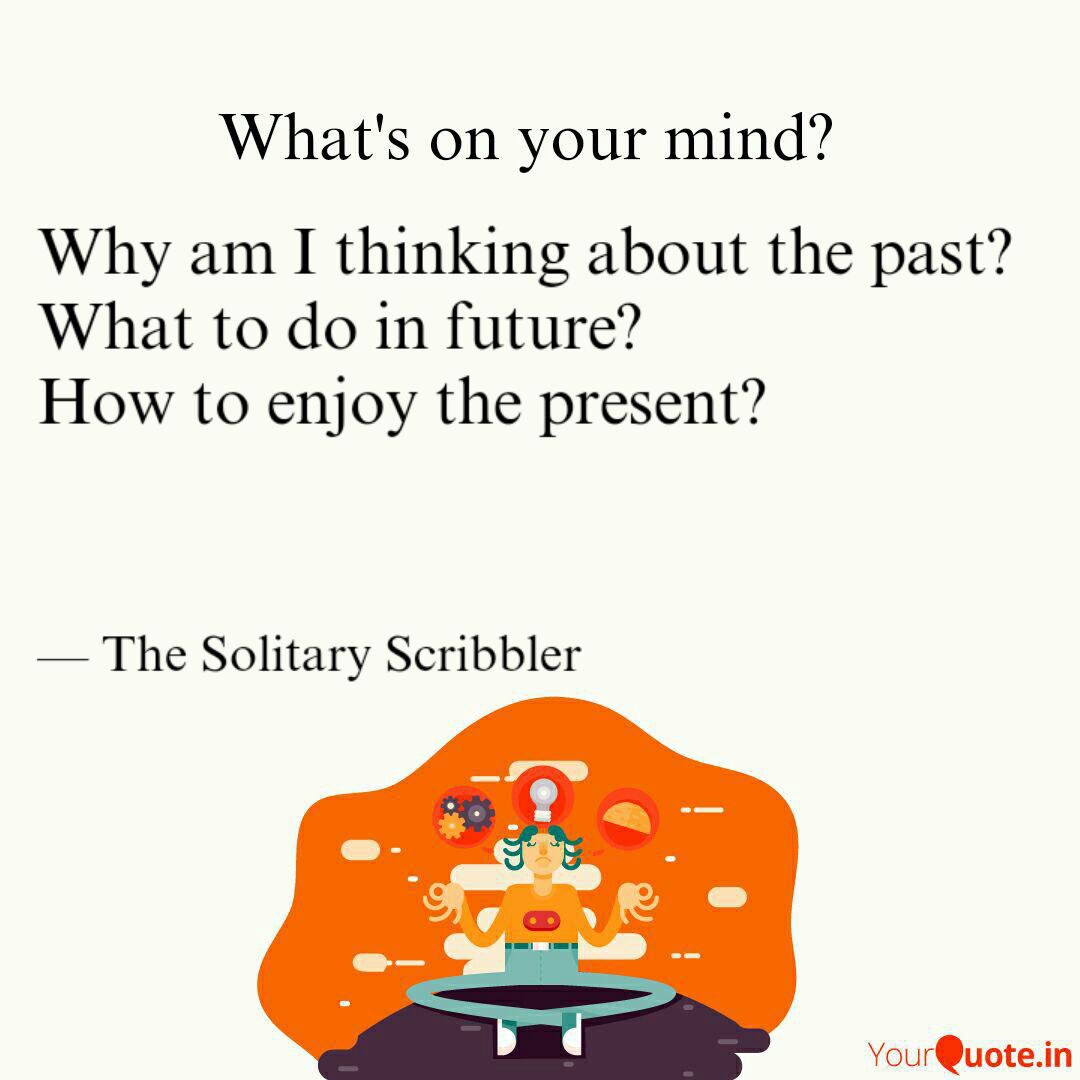 What's on your mind?
Why am I thinking about the past?
What to do in future?
How to enjoy the present?
— The Solitary Scribbler
YourQuote.in